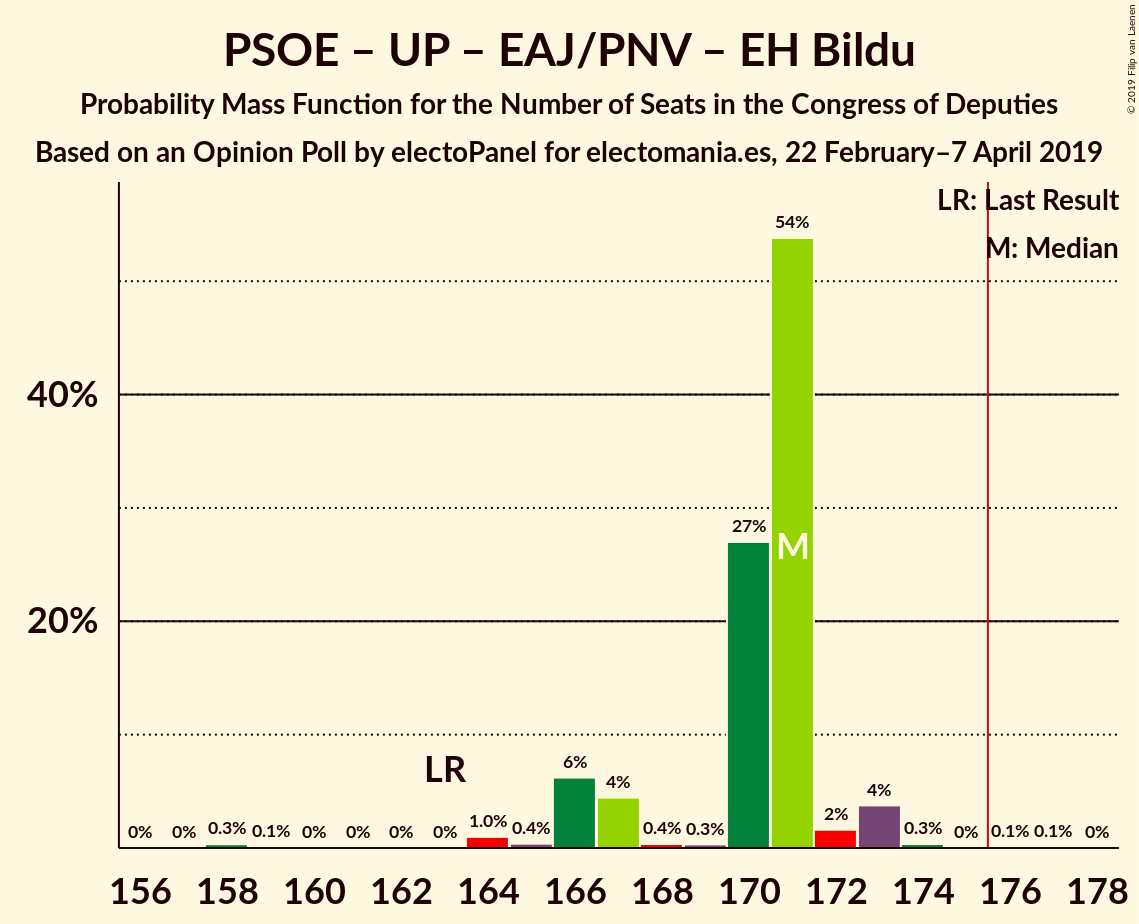 PSOE – UP – EAJ/PNV – EH Bildu
Probability Mass Function for the Number of Seats in the Congress of Deputies
Based on an Opinion Poll by electoPanel for electomania.es, 22 February–7 April 2019
© 2019 Filip van Laenen
LR: Last Result
M: Median
40%
20%
0% 0% 0.3% 0.1% 0% 0% 0% 0% 1.0% 0.4% 6% 4% 0.4% 0.3% 27% 54% 2% 4% 0.3% 0% 0.1% 0.1% 0%
LR
M
156 158 160 162 164 166 168 170 172 174 176 178